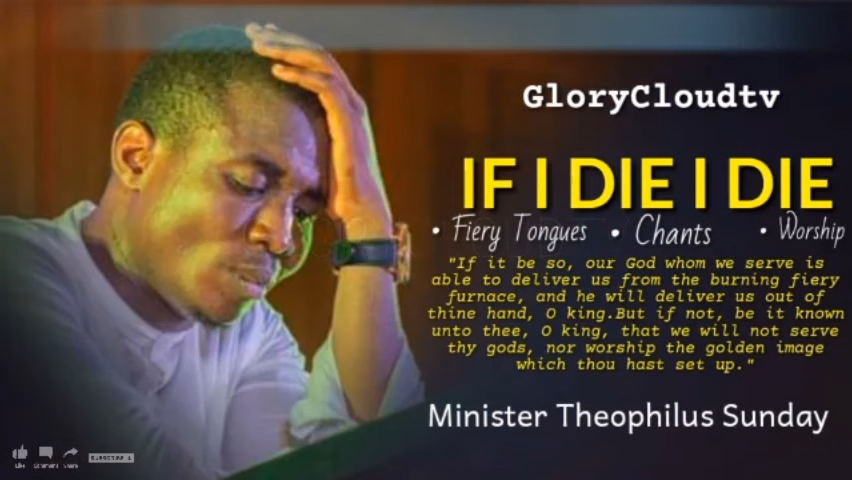 GloryCloudtv
IF I DIE I DIE
• Fiery Tongues • Chants • Worship
"If it be so, our God whom we serve is
able to deliver us from the burning fiery
furnace, and he will deliver us out of
thine hand, O king.But if not, be it known
unto thee, O king, that we will not serve
thy gods, nor worship the golden image
which thou hast set up."
Minister Theophilus Sunday
Like Comment Share